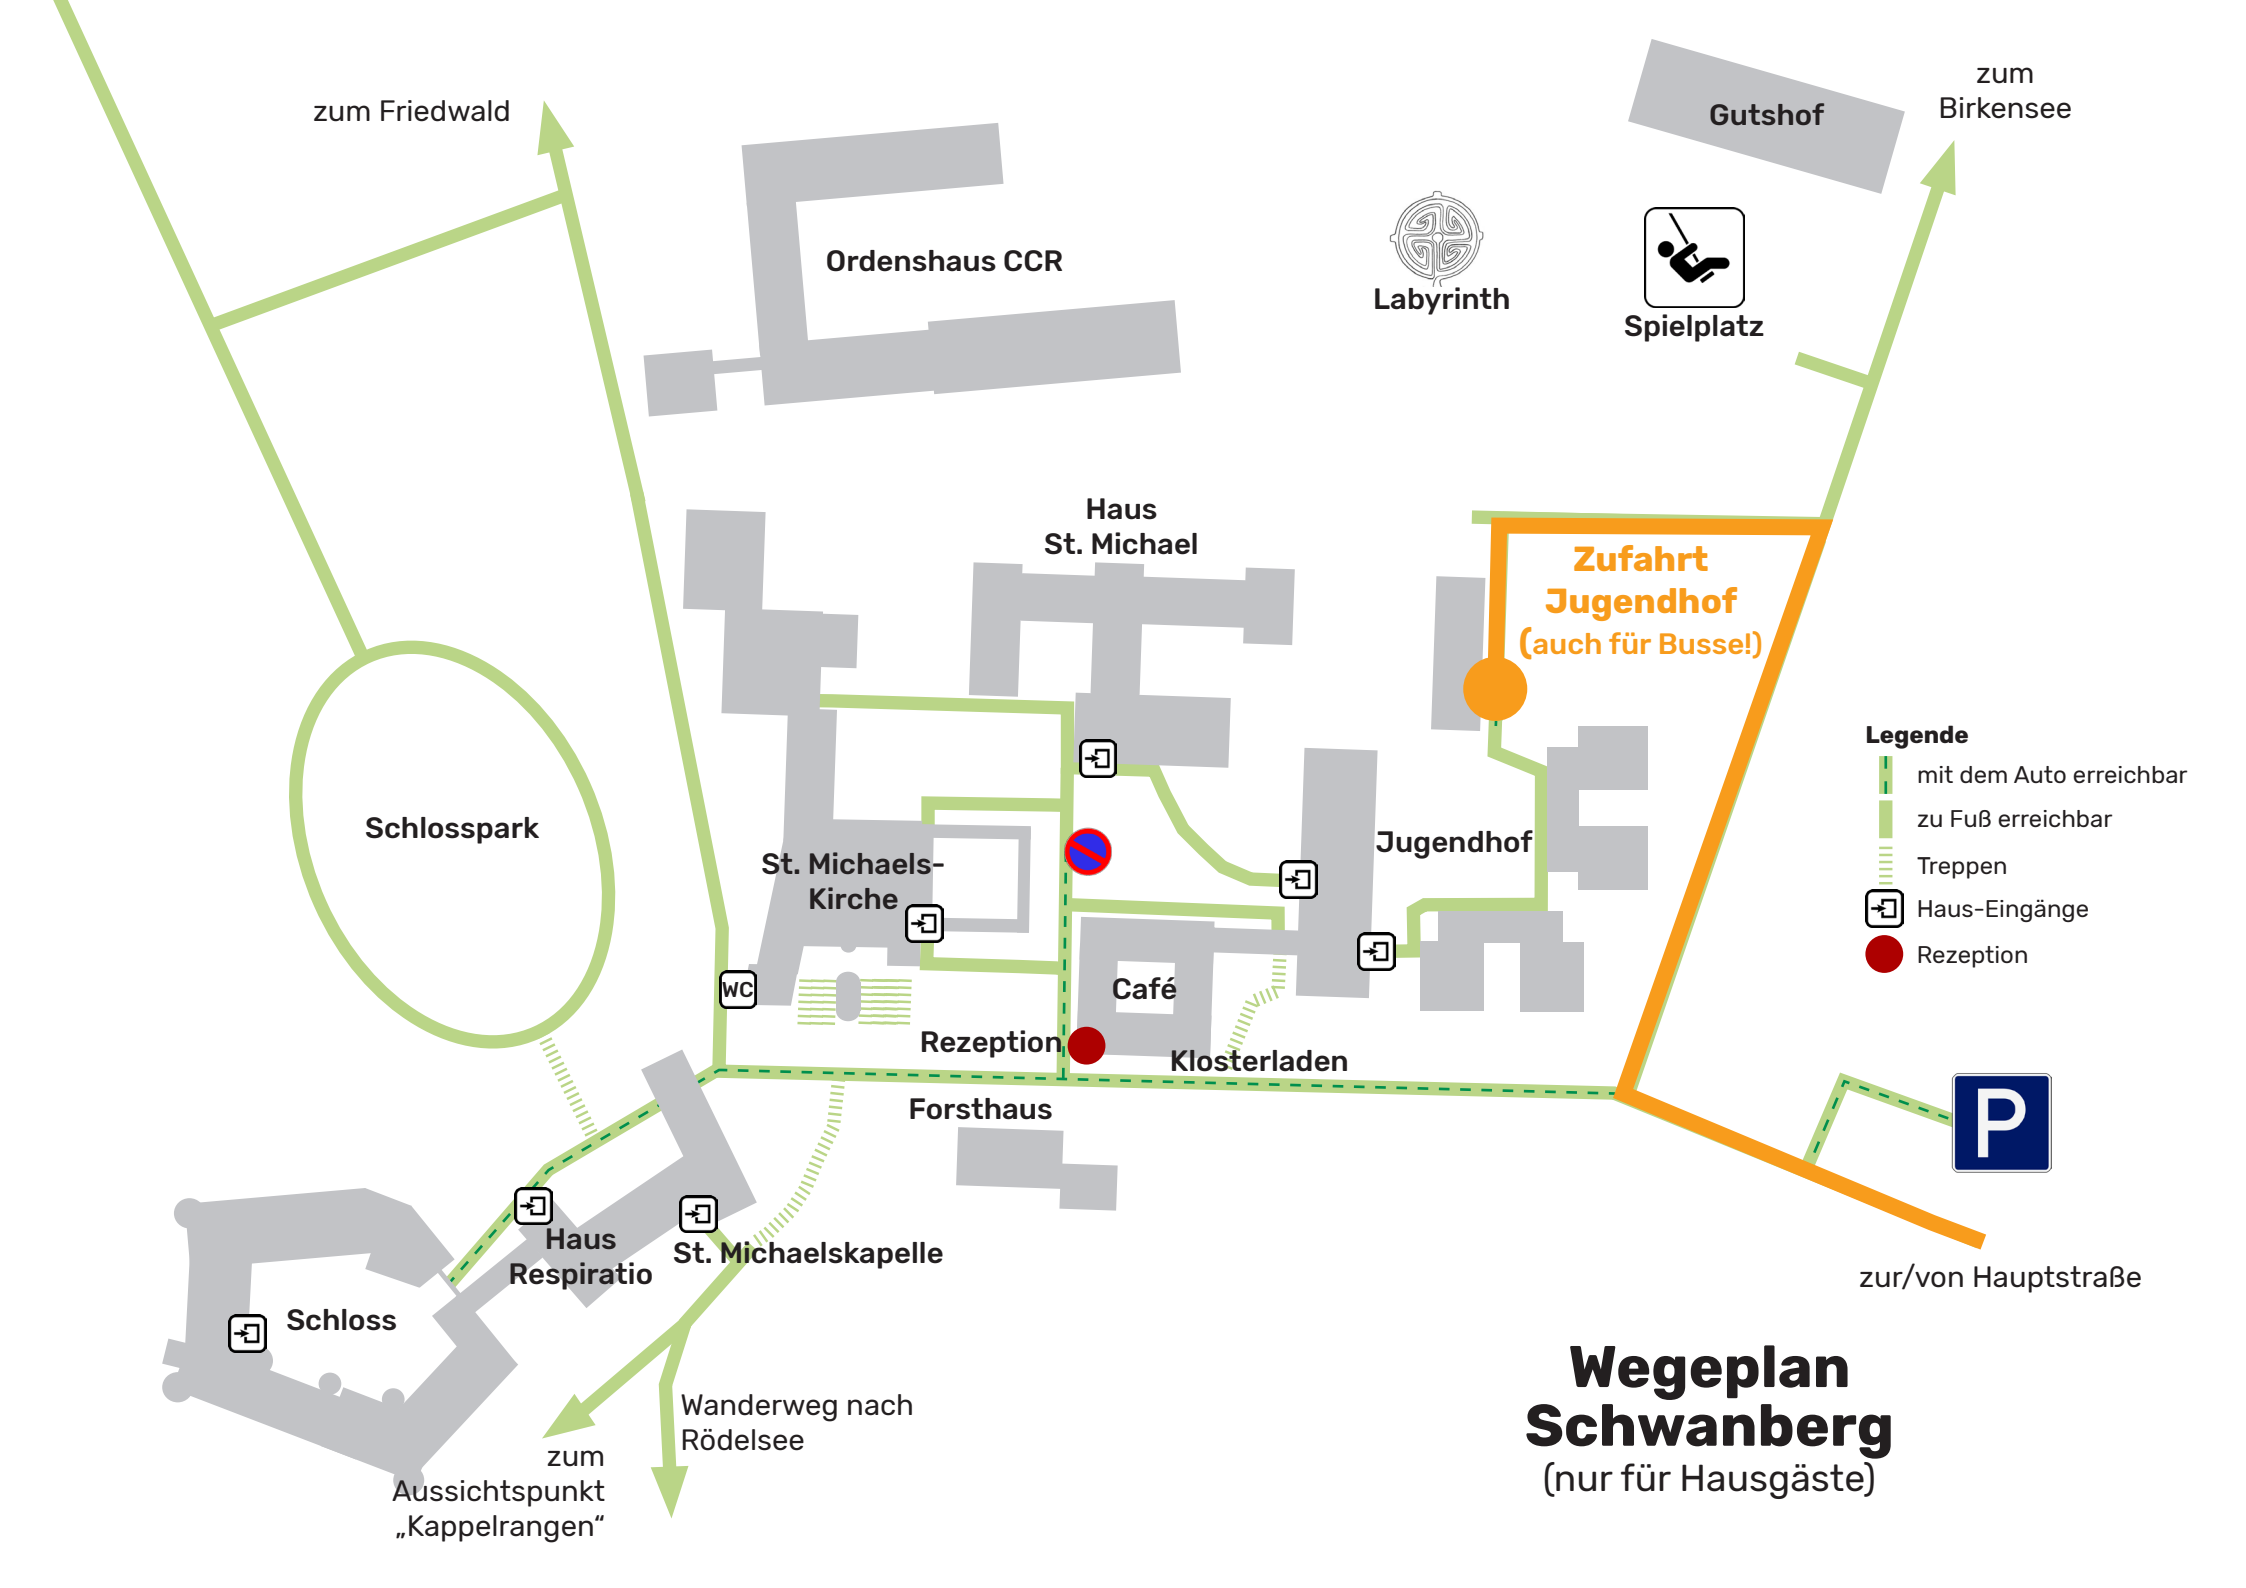 zum Friedwald
Gutshof
zum
Birkensee
Ordenshaus CCR
Labyrinth
Spielplatz
Haus
St. Michael
Zufahrt
Jugendhof
(auch für Busse!)
Schlosspark
St. Michaels-
Kirche
Jugendhof
Legende
mit dem Auto erreichbar
zu Fuß erreichbar
Treppen
Haus-Eingänge
Rezeption
WC
Café
Rezeption
Klosterladen
Forsthaus
P
Haus
Respiratio
St. Michaelskapelle
Schloss
zur/von Hauptstraße
Wanderweg nach
Rödelsee
zum
Aussichtspunkt
„Kappelrangen“
Wegeplan
Schwanberg
(nur für Hausgäste)